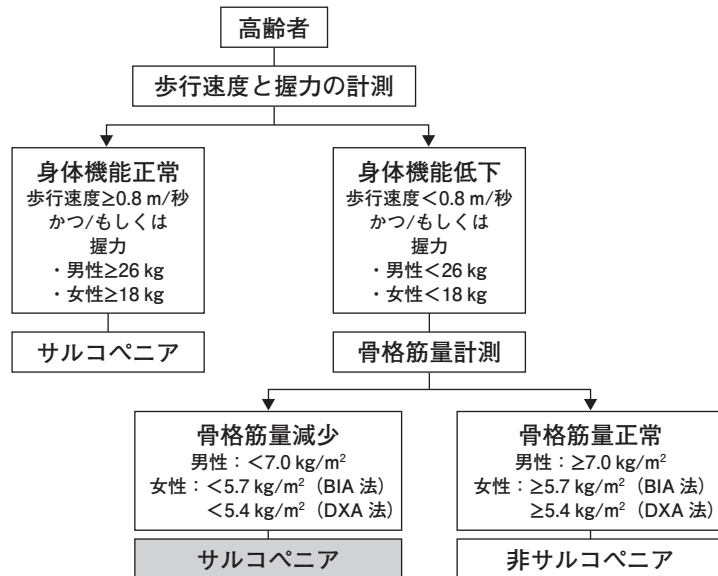 高齢者
歩行速度と握力の計測
身体機能正常
歩行速度≥0.8 m/秒
かつ/もしくは
握力
・男性≥26 kg
・女性≥18 kg
サルコペニア
身体機能低下
歩行速度<0.8 m/秒
かつ/もしくは
握力
・男性<26 kg
・女性<18 kg
骨格筋量計測
骨格筋量減少
男性：<7.0 kg/m²
女性：<5.7 kg/m²（BIA 法）
<5.4 kg/m²（DXA 法）
サルコペニア
骨格筋量正常
男性：≥7.0 kg/m²
女性：≥5.7 kg/m²（BIA 法）
≥5.4 kg/m²（DXA 法）
非サルコペニア